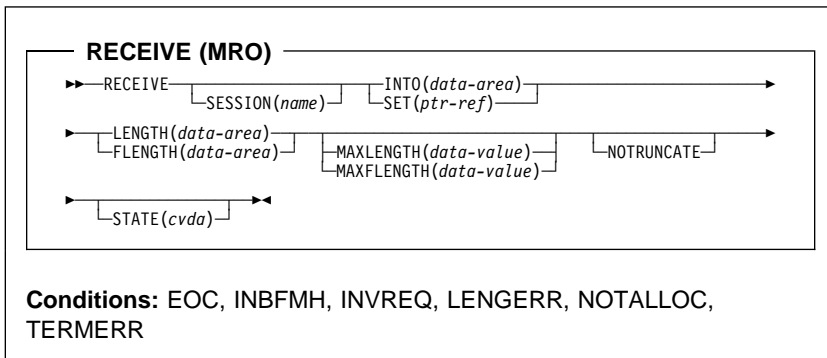 RECEIVE (MRO)
RECEIVE INTO(data-area)
SESSION(name) SET(ptr-ref)
LENGTH(data-area)
FLENGTH(data-area) MAXLENGTH(data-value) NOTRUNCATE
MAXFLENGTH(data-value)
STATE(cvda)
Conditions: EOC, INBFMH, INVREQ, LENGERR, NOTALLOC,
TERMERR